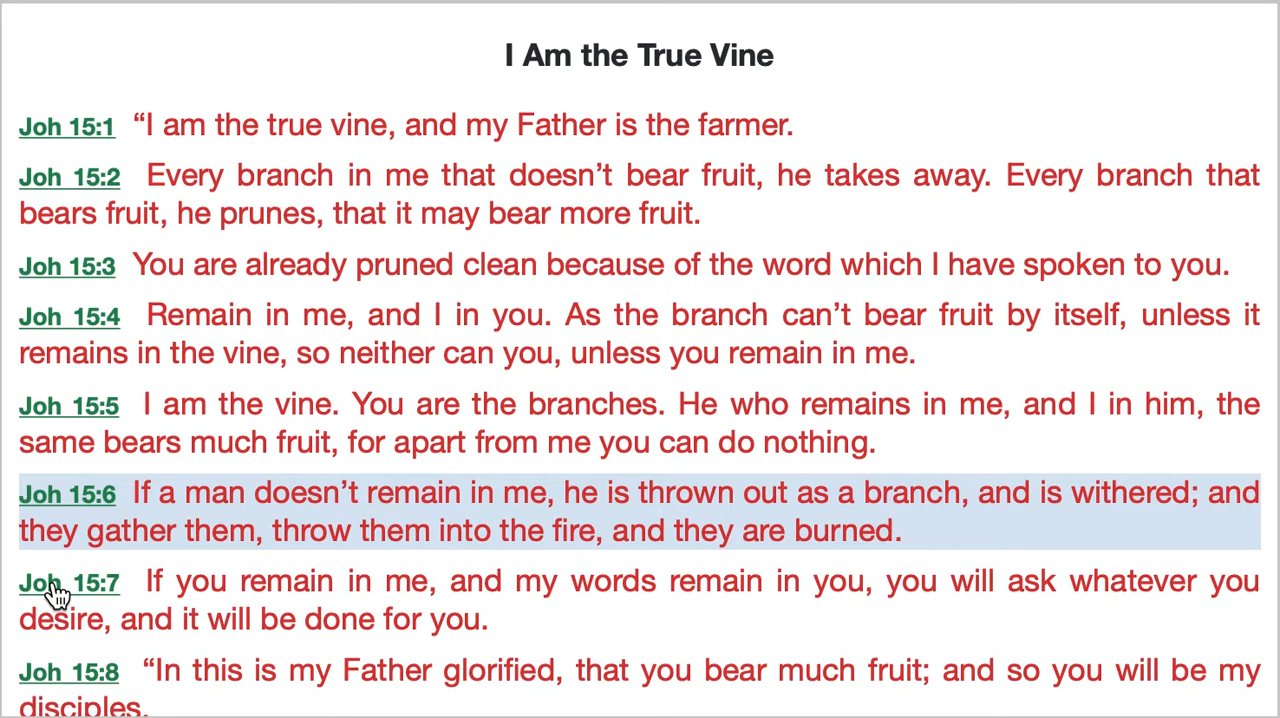 I Am the True Vine
Joh 15:1 “I am the true vine, and my Father is the farmer.
Joh 15:2 Every branch in me that doesn’t bear fruit, he takes away. Every branch that
bears fruit, he prunes, that it may bear more fruit.
Joh 15:3 You are already pruned clean because of the word which I have spoken to you.
Joh 15:4 Remain in me, and I in you. As the branch can’t bear fruit by itself, unless it
remains in the vine, so neither can you, unless you remain in me.
Joh 15:5 I am the vine. You are the branches. He who remains in me, and I in him, the
same bears much fruit, for apart from me you can do nothing.
Joh 15:6 If a man doesn’t remain in me, he is thrown out as a branch, and is withered; and
they gather them, throw them into the fire, and they are burned.
Joh 15:7 If you remain in me, and my words remain in you, you will ask whatever you
desire, and it will be done for you.
Joh 15:8 “In this is my Father glorified, that you bear much fruit; and so you will be my
disciples.